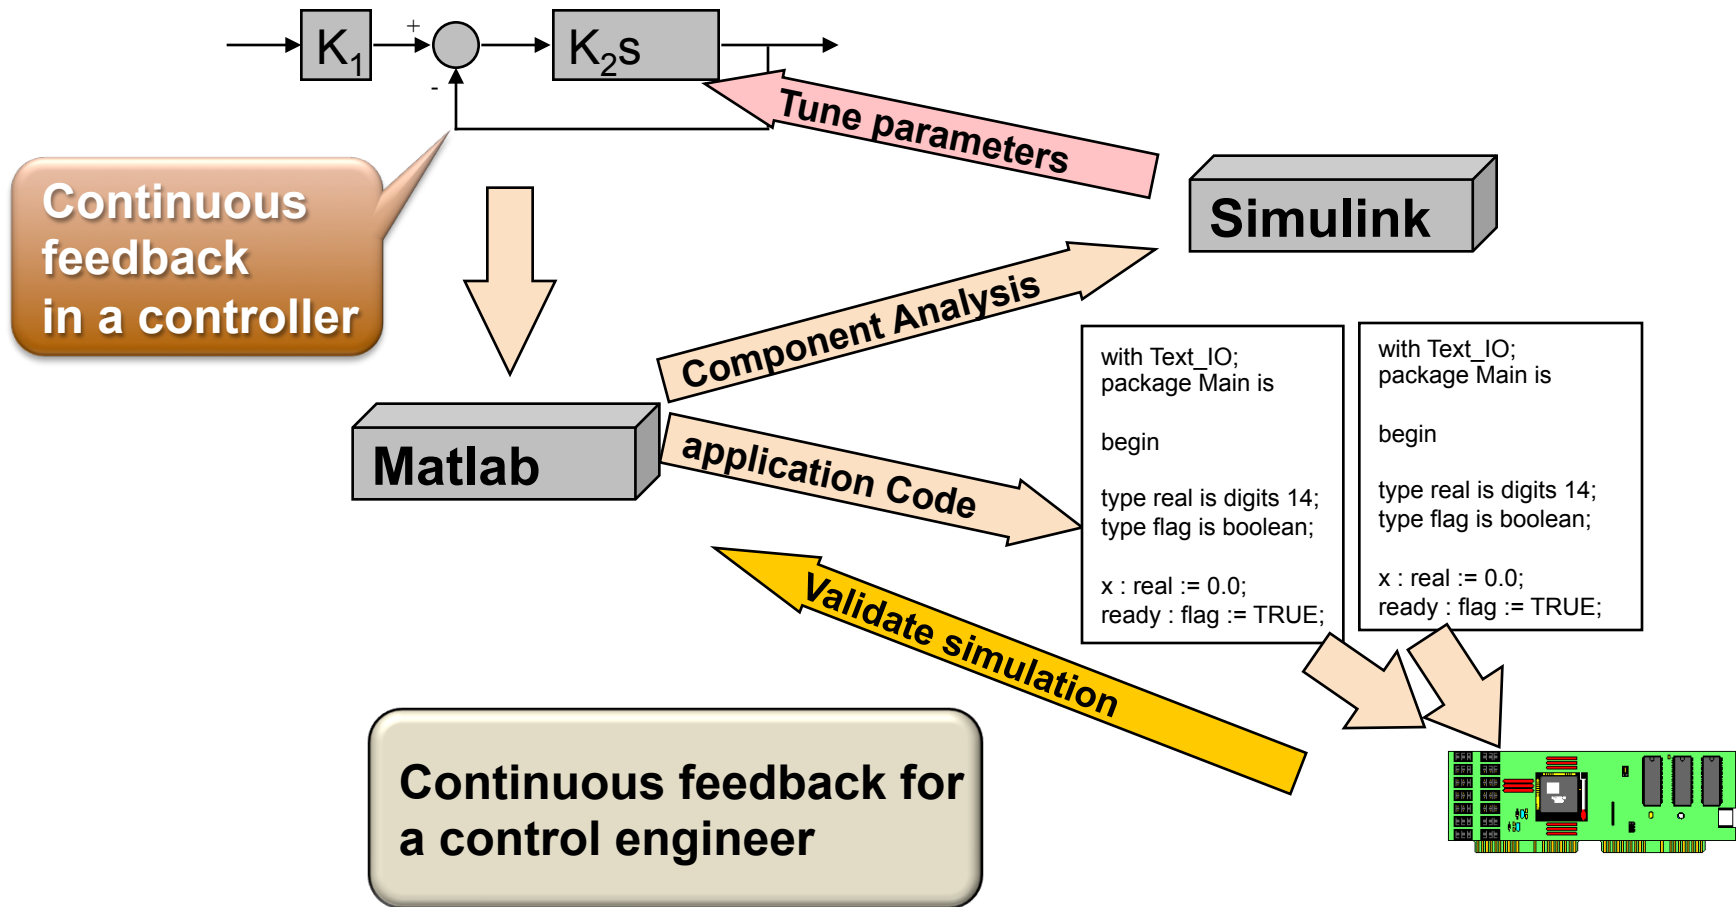 K1
+
K2s
-
Tune parameters
Continuous
feedback
in a controller
Simulink
Component Analysis
Matlab
application Code
with Text_IO;
package Main is
begin
type real is digits 14;
type flag is boolean;
x : real := 0.0;
ready : flag := TRUE;
with Text_IO;
package Main is
begin
type real is digits 14;
type flag is boolean;
x : real := 0.0;
ready : flag := TRUE;
Validate simulation
Continuous feedback for
a control engineer